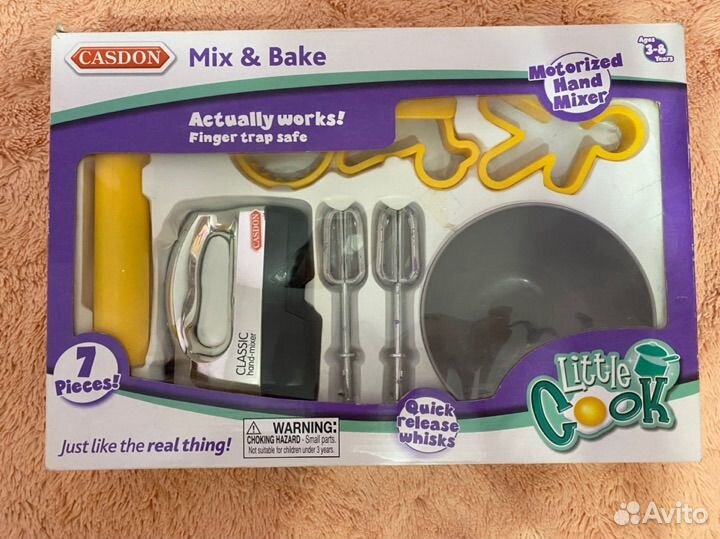 CASDON
Mix & Bake
Ages
3-8
Years
Motorized
Hand
Mixer
Actually works!
Finger trap safe
CASDON
CLASSIC
hand-mixer
7
Pieces!
Quick
release
whisks
Little
Cook
Just like the real thing!
WARNING:
CHOKING HAZARD - Small parts.
Not suitable for children under 3 years.
Avito